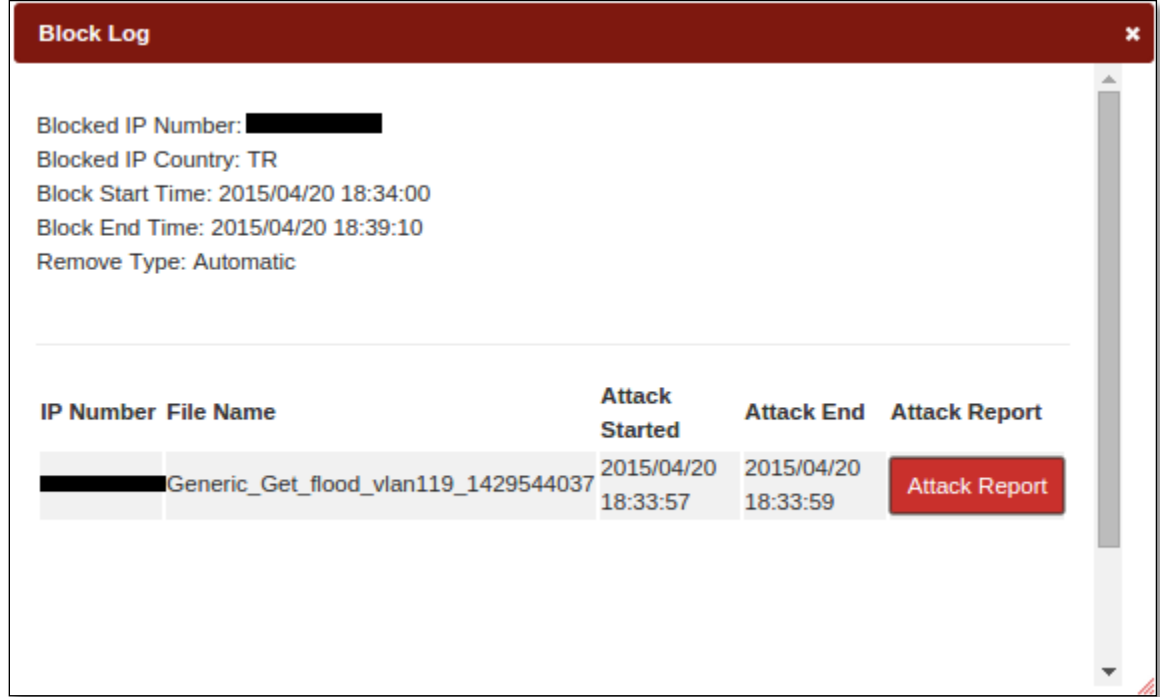 Block Log
Blocked IP Number:
Blocked IP Country: TR
Block Start Time: 2015/04/20 18:34:00
Block End Time: 2015/04/20 18:39:10
Remove Type: Automatic
IP Number File Name Attack Started Attack End Attack Report
Generic_Get_flood_vlan119_1429544037 2015/04/20 18:33:57 2015/04/20 18:33:59 Attack Report